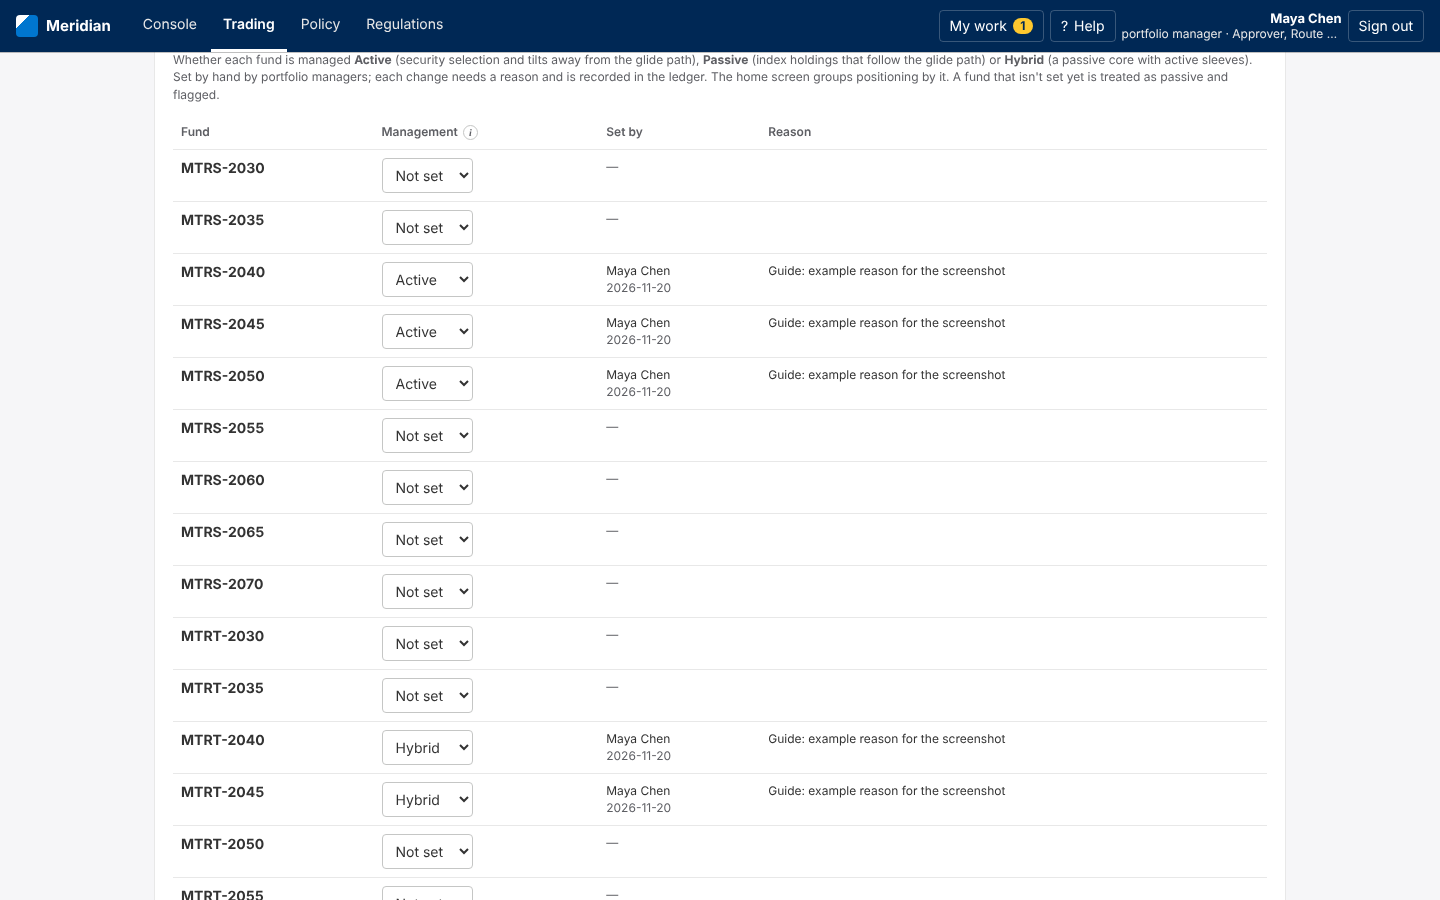 Meridian Console Trading Policy Regulations My work 1 ? Help Maya Chen Sign out
portfolio manager · Approver, Route ...
Whether each fund is managed Active (security selection and tilts away from the glide path), Passive (index holdings that follow the glide path) or Hybrid (a passive core with active sleeves).
Set by hand by portfolio managers; each change needs a reason and is recorded in the ledger. The home screen groups positioning by it. A fund that isn't set yet is treated as passive and
flagged.
Fund Management i Set by Reason
MTRS-2030 Not set —
MTRS-2035 Not set —
MTRS-2040 Active Maya Chen Guide: example reason for the screenshot
2026-11-20
MTRS-2045 Active Maya Chen Guide: example reason for the screenshot
2026-11-20
MTRS-2050 Active Maya Chen Guide: example reason for the screenshot
2026-11-20
MTRS-2055 Not set —
MTRS-2060 Not set —
MTRS-2065 Not set —
MTRS-2070 Not set —
MTRT-2030 Not set —
MTRT-2035 Not set —
MTRT-2040 Hybrid Maya Chen Guide: example reason for the screenshot
2026-11-20
MTRT-2045 Hybrid Maya Chen Guide: example reason for the screenshot
2026-11-20
MTRT-2050 Not set —
MTRT-2055 —